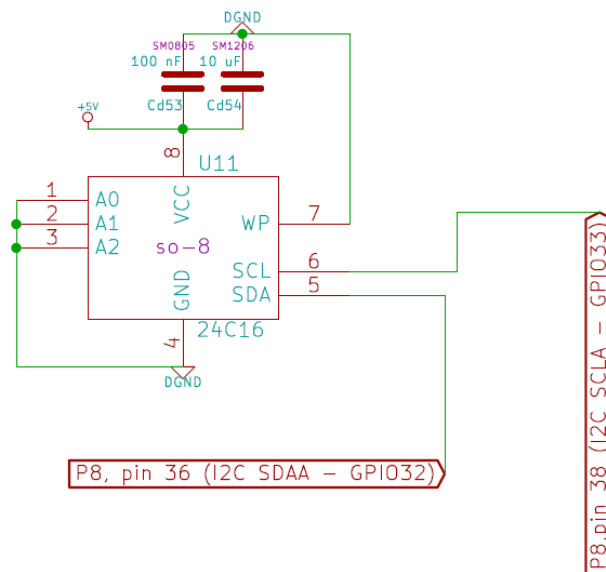 DGND
SM0805 SM1206
100 nF 10 uF
Cd53 Cd54
+5V
8
U11
1 A0 VCC
2 A1 WP 7
3 A2 so-8
SCL 6
GND SDA 5
4 24C16
DGND
P8, pin 36 (I2C SDAA - GPIO32)
P8,pin 38 (I2C SCLA - GPIO33)